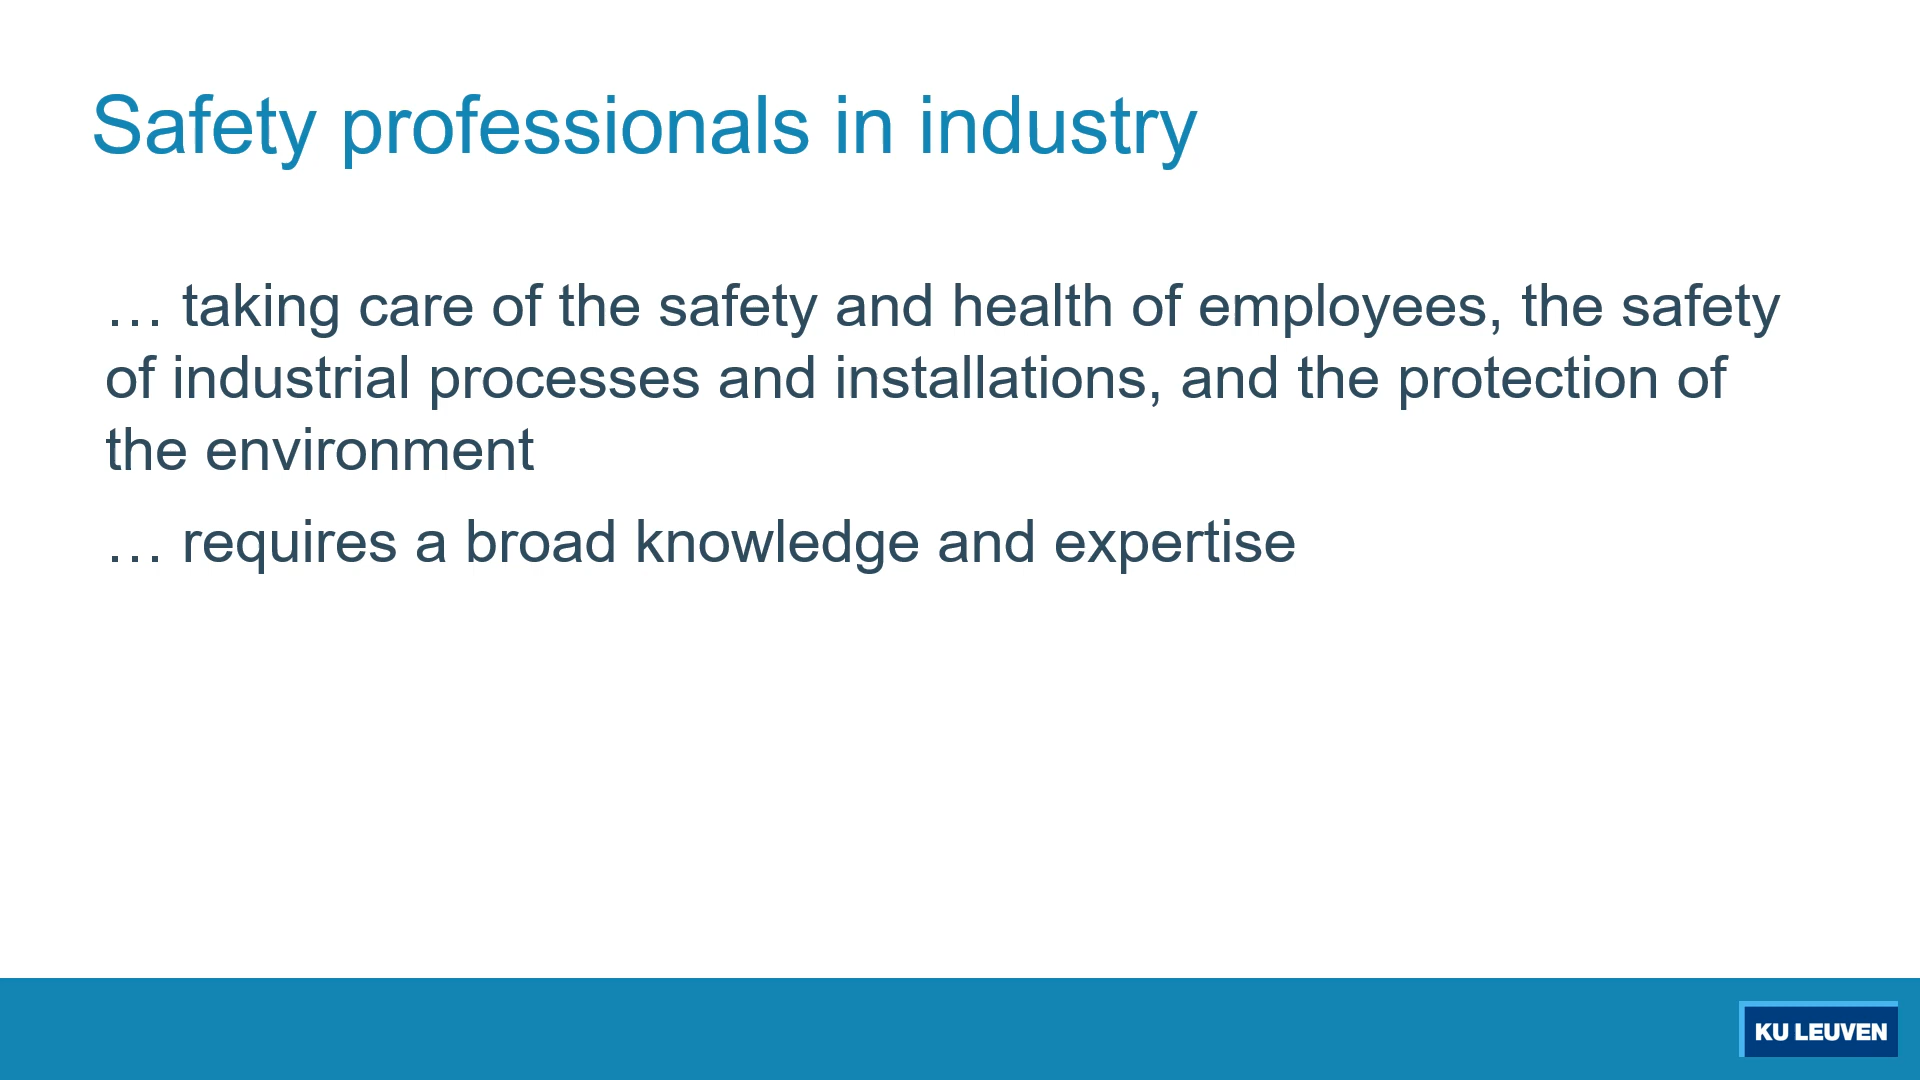 Safety professionals in industry
… taking care of the safety and health of employees, the safety
of industrial processes and installations, and the protection of
the environment
… requires a broad knowledge and expertise
KU LEUVEN